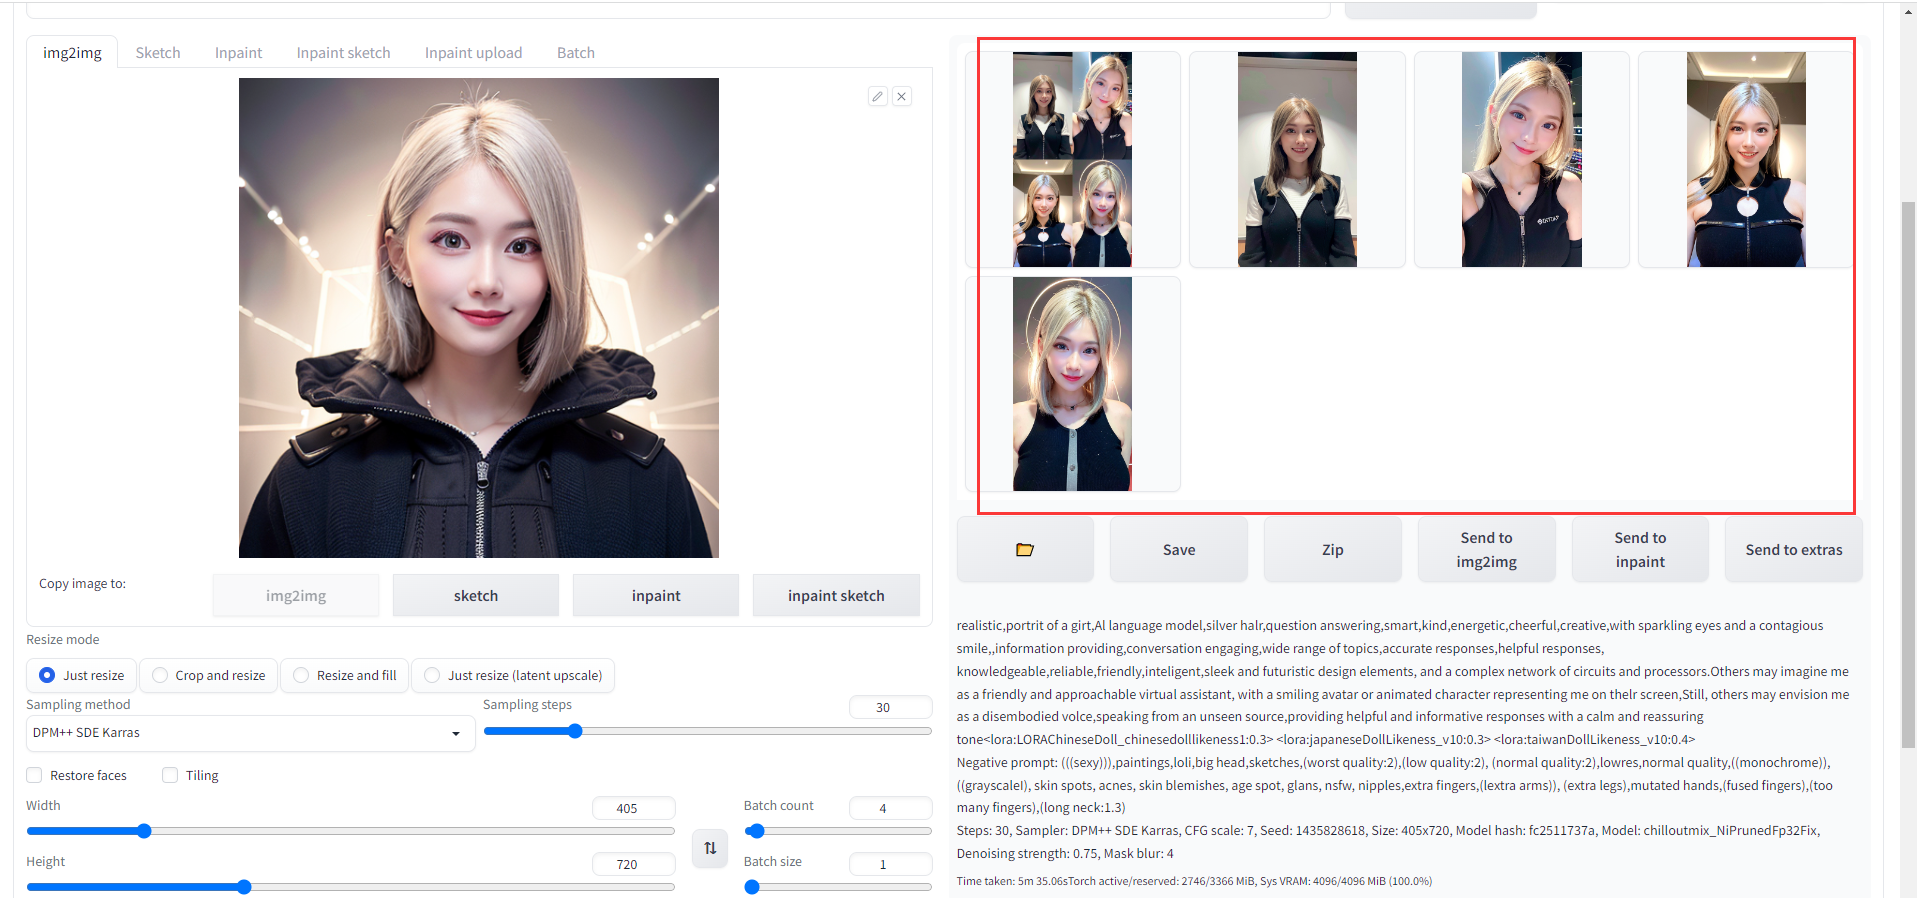 img2img
Sketch
Inpaint
Inpaint sketch
Inpaint upload
Batch
Copy image to:
img2img
sketch
inpaint
inpaint sketch
Resize mode
Just resize
Crop and resize
Resize and fill
Just resize (latent upscale)
Sampling method
DPM++ SDE Karras
Sampling steps
30
Restore faces
Tiling
Width
405
Height
720
Batch count
4
Batch size
1
Save
Zip
Send to
img2img
Send to
inpaint
Send to extras
realistic,portrit of a girt,Al language model,silver halr,question answering,smart,kind,energetic,cheerful,creative,with sparkling eyes and a contagious
smile,,information providing,conversation engaging,wide range of topics,accurate responses,helpful responses,
knowledgeable,reliable,friendly,inteligent,sleek and futuristic design elements, and a complex network of circuits and processors.Others may imagine me
as a friendly and approachable virtual assistant, with a smiling avatar or animated character representing me on thelr screen,Still, others may envision me
as a disembodied volce,speaking from an unseen source,providing helpful and informative responses with a calm and reassuring
tone<lora:LORAChineseDoll_chinesedolllikeness1:0.3> <lora:japaneseDollLikeness_v10:0.3> <lora:taiwanDollLikeness_v10:0.4>
Negative prompt: (((sexy))),paintings,loli,big head,sketches,(worst quality:2),(low quality:2), (normal quality:2),lowres,normal quality,((monochrome)),
((grayscalel), skin spots, acnes, skin blemishes, age spot, glans, nsfw, nipples,extra fingers,(lextra arms)), (extra legs),mutated hands,(fused fingers),(too
many fingers),(long neck:1.3)
Steps: 30, Sampler: DPM++ SDE Karras, CFG scale: 7, Seed: 1435828618, Size: 405x720, Model hash: fc2511737a, Model: chilloutmix_NiPrunedFp32Fix,
Denoising strength: 0.75, Mask blur: 4
Time taken: 5m 35.06sTorch active/reserved: 2746/3366 MiB, Sys VRAM: 4096/4096 MiB (100.0%)